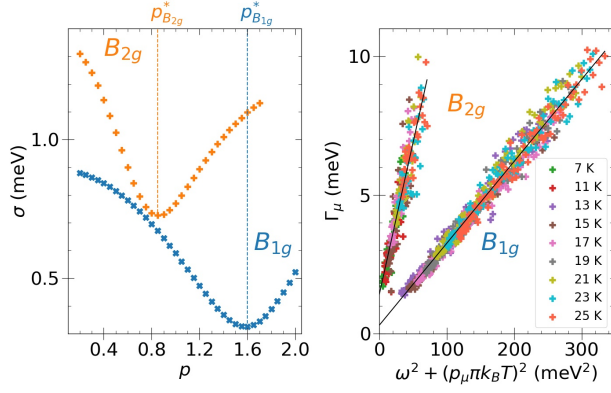 p*B2g p*B1g
B2g
1.0
0.5
σ (meV)
B1g
0.4 0.8 1.2 1.6 2.0
p
10
5
0
Γμ (meV)
B2g
B1g
7 K
11 K
13 K
15 K
17 K
19 K
21 K
23 K
25 K
0 100 200 300
ω² + (pμπkBT)² (meV²)